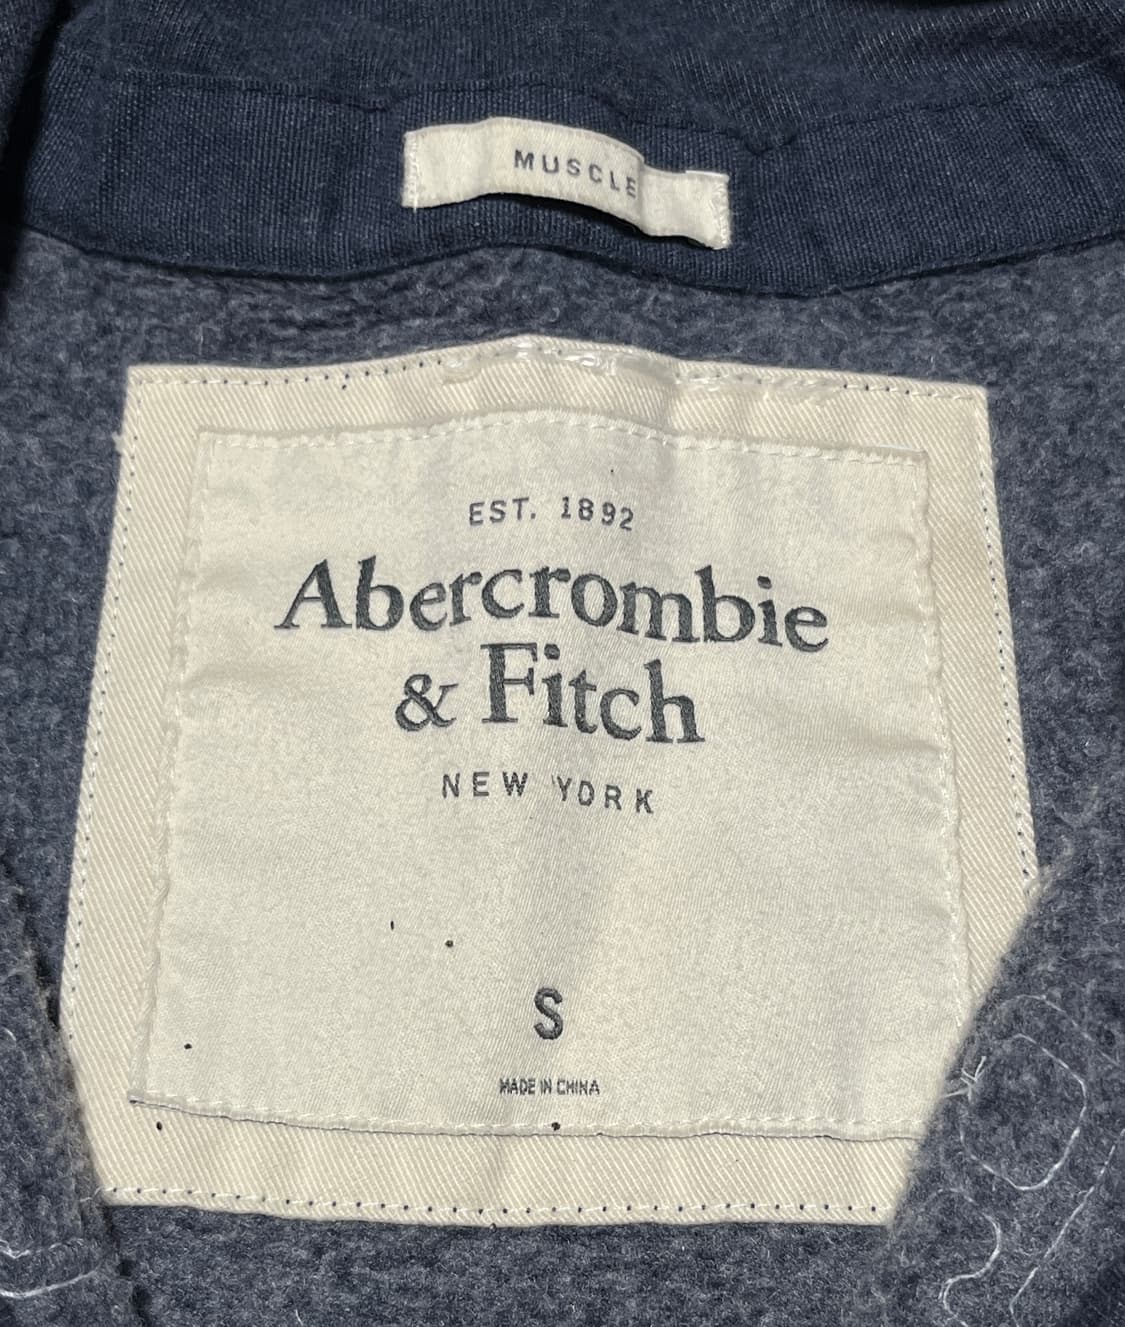 MUSCLE
EST. 1892
Abercrombie
& Fitch
NEW YORK
S
MADE IN CHINA